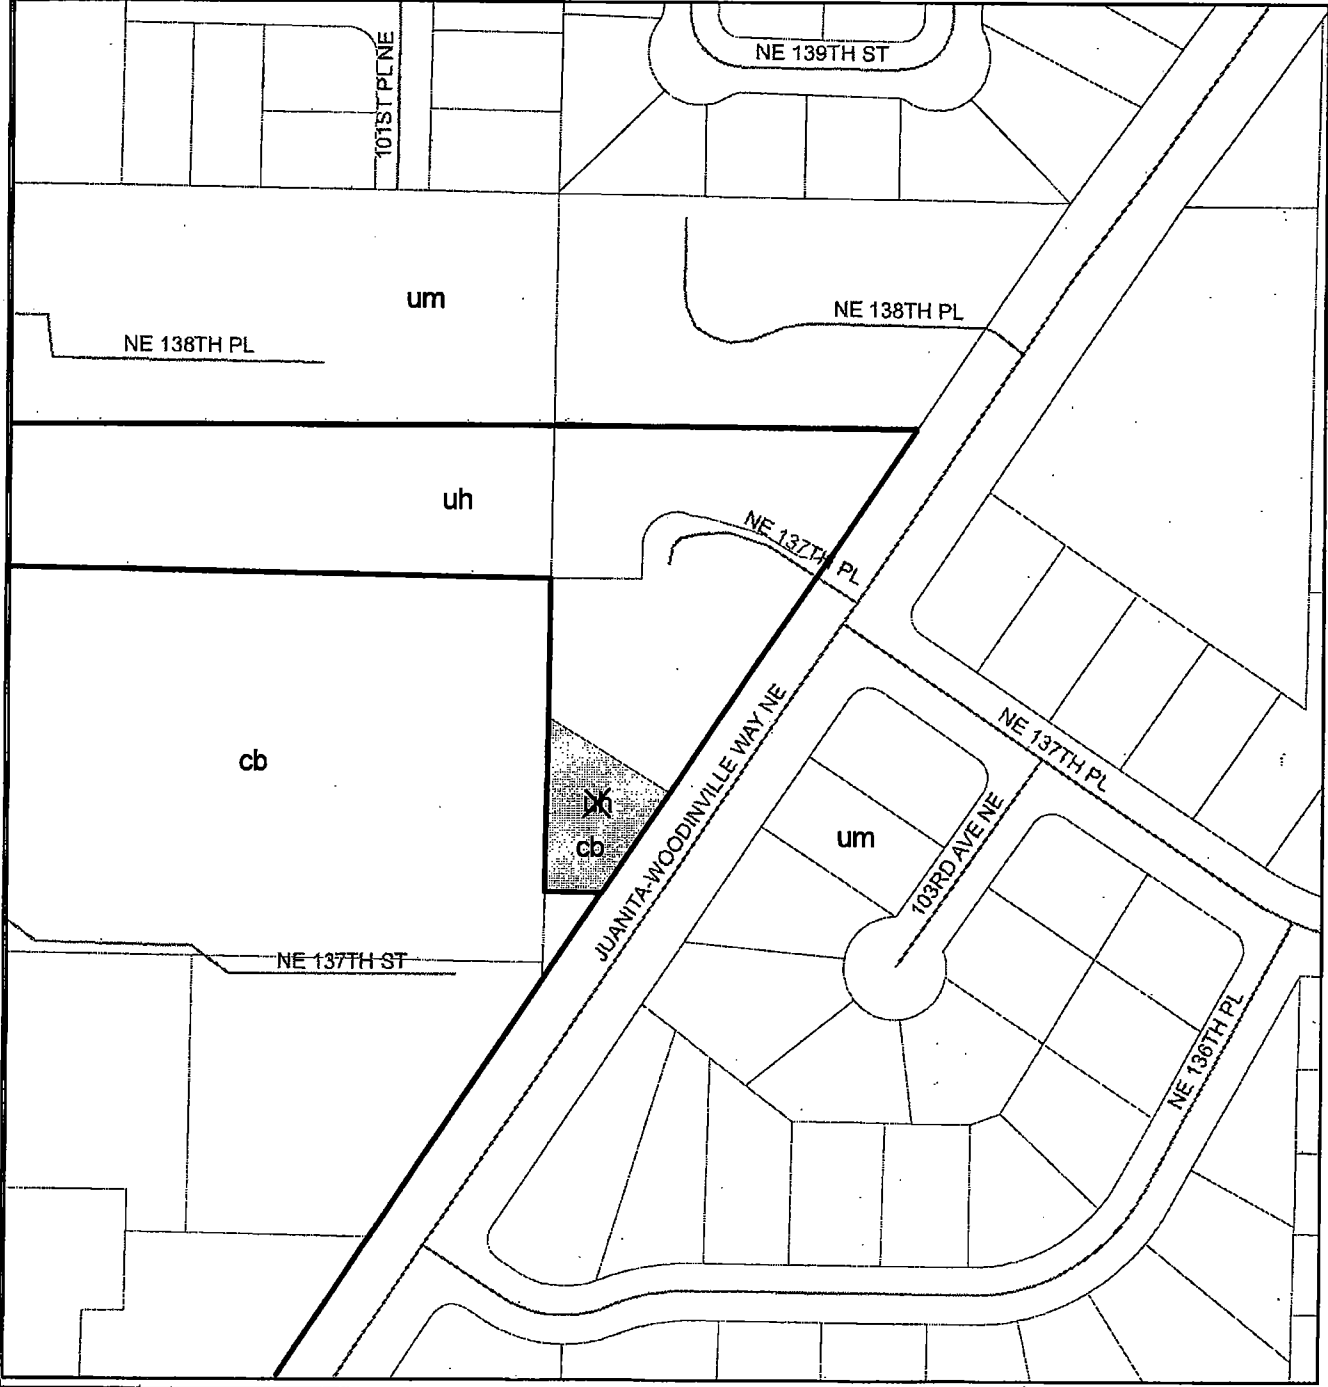 NE 139TH ST
101ST PL NE
um
NE 138TH PL
NE 138TH PL
uh
NE 137TH PL
cb
uh
cb
JUANITA-WOODINVILLE WAY NE
NE 137TH PL
um
103RD AVE NE
NE 137TH ST
NE 136TH PL